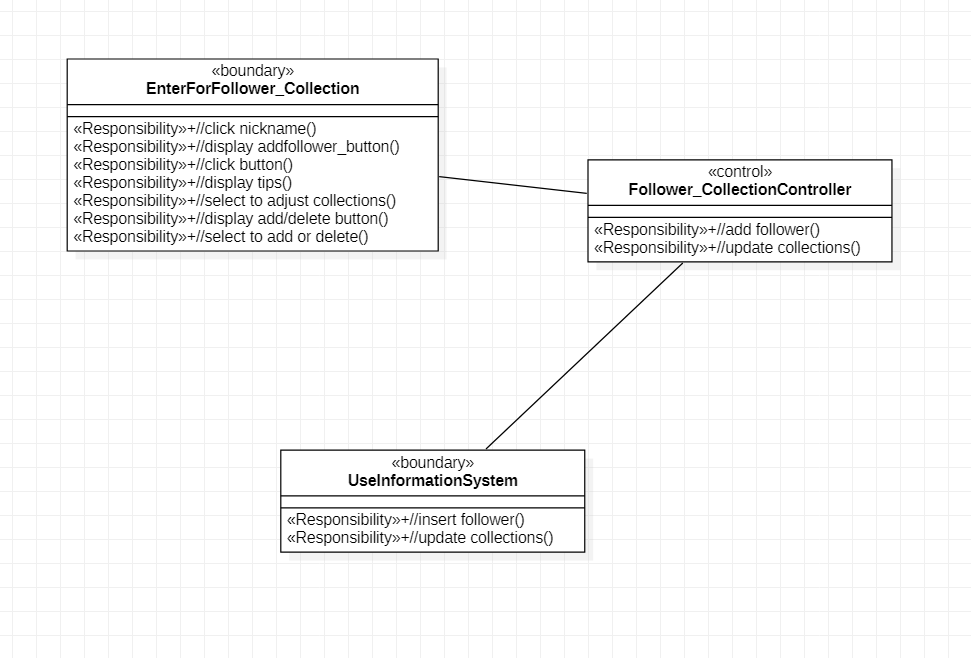 «boundary»
EnterForFollower_Collection
«Responsibility»+//click nickname()
«Responsibility»+//display addfollower_button()
«Responsibility»+//click button()
«Responsibility»+//display tips()
«Responsibility»+//select to adjust collections()
«Responsibility»+//display add/delete button()
«Responsibility»+//select to add or delete()
«control»
Follower_CollectionController
«Responsibility»+//add follower()
«Responsibility»+//update collections()
«boundary»
UseInformationSystem
«Responsibility»+//insert follower()
«Responsibility»+//update collections()